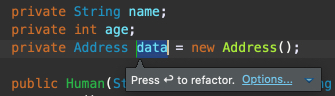 private String name;
private int age;
private Address data = new Address();
public Human(St
Press ↩ to refactor. Options...